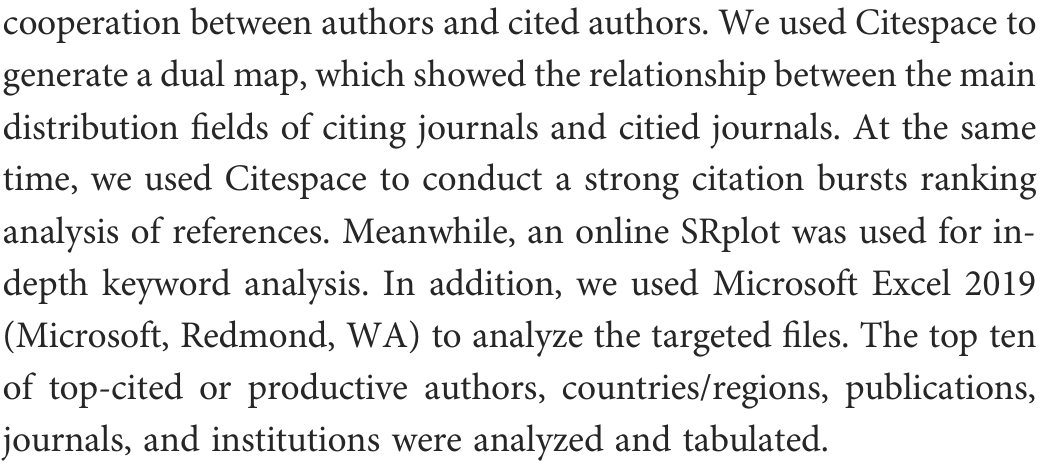 cooperation between authors and cited authors. We used Citespace to
generate a dual map, which showed the relationship between the main
distribution fields of citing journals and citied journals. At the same
time, we used Citespace to conduct a strong citation bursts ranking
analysis of references. Meanwhile, an online SRplot was used for in-
depth keyword analysis. In addition, we used Microsoft Excel 2019
(Microsoft, Redmond, WA) to analyze the targeted files. The top ten
of top-cited or productive authors, countries/regions, publications,
journals, and institutions were analyzed and tabulated.